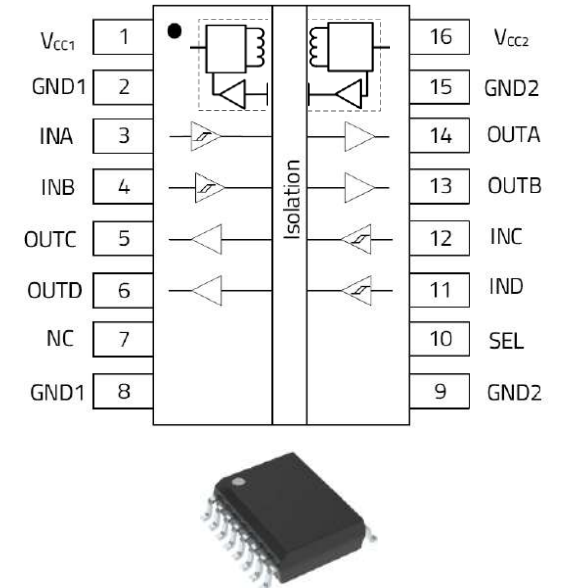 VCC1 1 16 VCC2
GND1 2 15 GND2
INA 3 14 OUTA
INB 4 13 OUTB
OUTC 5 12 INC
OUTD 6 11 IND
NC 7 10 SEL
GND1 8 9 GND2
Isolation